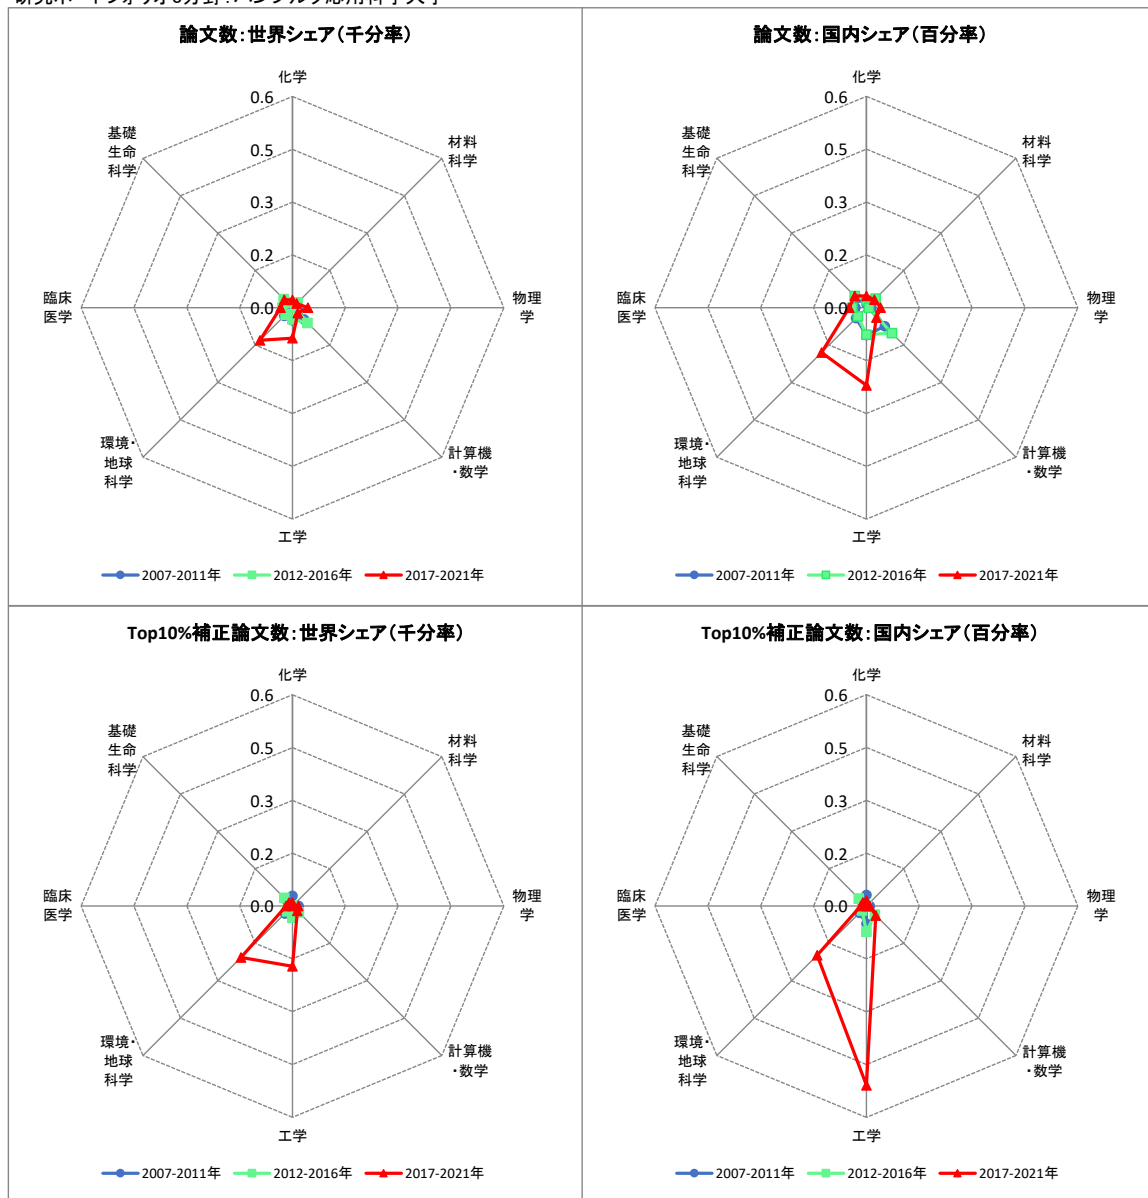 論文数：世界シェア（千分率）
化学
0.6
0.5
0.3
0.2
0.0
材料
科学
物理
学
計算機
・数学
工学
環境・
地球
科学
臨床
医学
基礎
生命
科学
2007-2011年 2012-2016年 2017-2021年
論文数：国内シェア（百分率）
化学
0.6
0.5
0.3
0.2
0.0
材料
科学
物理
学
計算機
・数学
工学
環境・
地球
科学
臨床
医学
基礎
生命
科学
2007-2011年 2012-2016年 2017-2021年
Top10%補正論文数：世界シェア（千分率）
化学
0.6
0.5
0.3
0.2
0.0
材料
科学
物理
学
計算機
・数学
工学
環境・
地球
科学
臨床
医学
基礎
生命
科学
2007-2011年 2012-2016年 2017-2021年
Top10%補正論文数：国内シェア（百分率）
化学
0.6
0.5
0.3
0.2
0.0
材料
科学
物理
学
計算機
・数学
工学
環境・
地球
科学
臨床
医学
基礎
生命
科学
2007-2011年 2012-2016年 2017-2021年